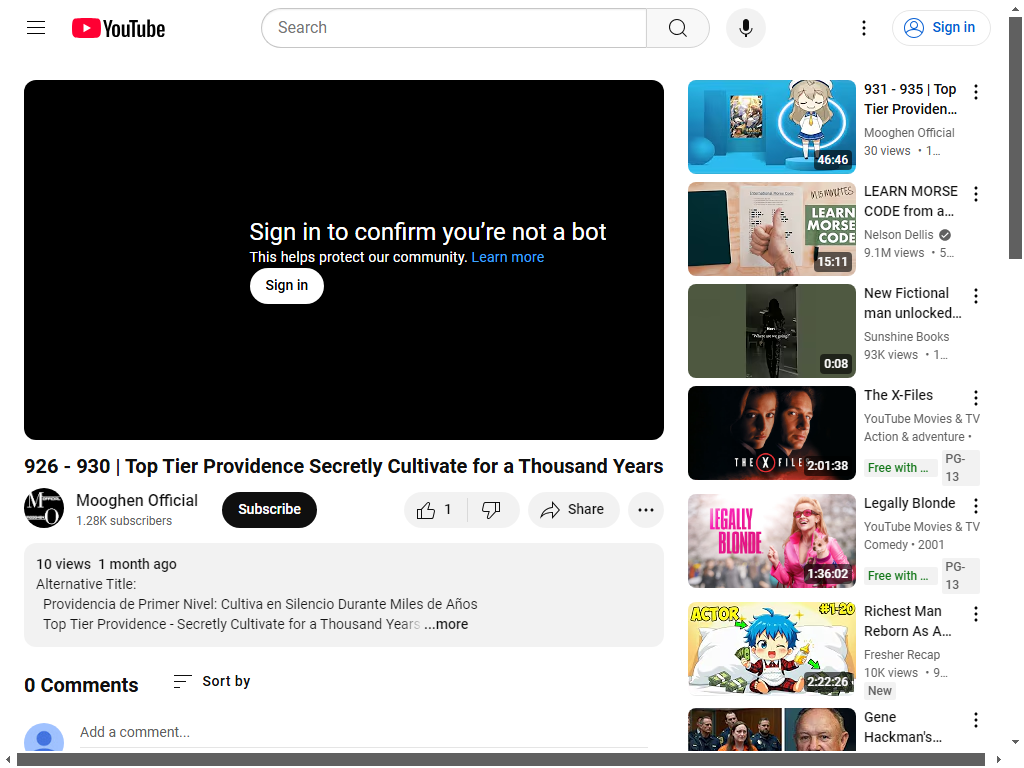 YouTube
Search
Sign in
Sign in to confirm you’re not a bot
This helps protect our community. Learn more
Sign in
926 - 930 | Top Tier Providence Secretly Cultivate for a Thousand Years
Mooghen Official
1.28K subscribers
Subscribe
1
Share
10 views 1 month ago
Alternative Title:
Providencia de Primer Nivel: Cultiva en Silencio Durante Miles de Años
Top Tier Providence - Secretly Cultivate for a Thousand Years ...more
0 Comments
Sort by
Add a comment...
46:46
931 - 935 | Top
Tier Providen...
Mooghen Official
30 views • 1...
IN 15 MINUTES
LEARN
MORSE
CODE
15:11
LEARN MORSE
CODE from a...
Nelson Dellis
9.1M views • 5...
"Where are we going?"
0:08
New Fictional
man unlocked...
Sunshine Books
93K views • 1...
THE X FILES
2:01:38
The X-Files
YouTube Movies & TV
Action & adventure •
Free with ...
PG-
13
LEGALLY
BLONDE
1:36:02
Legally Blonde
YouTube Movies & TV
Comedy • 2001
Free with ...
PG-
13
ACTOR
#1-20
2:22:26
Richest Man
Reborn As A...
Fresher Recap
10K views • 9...
New
Gene
Hackman's...